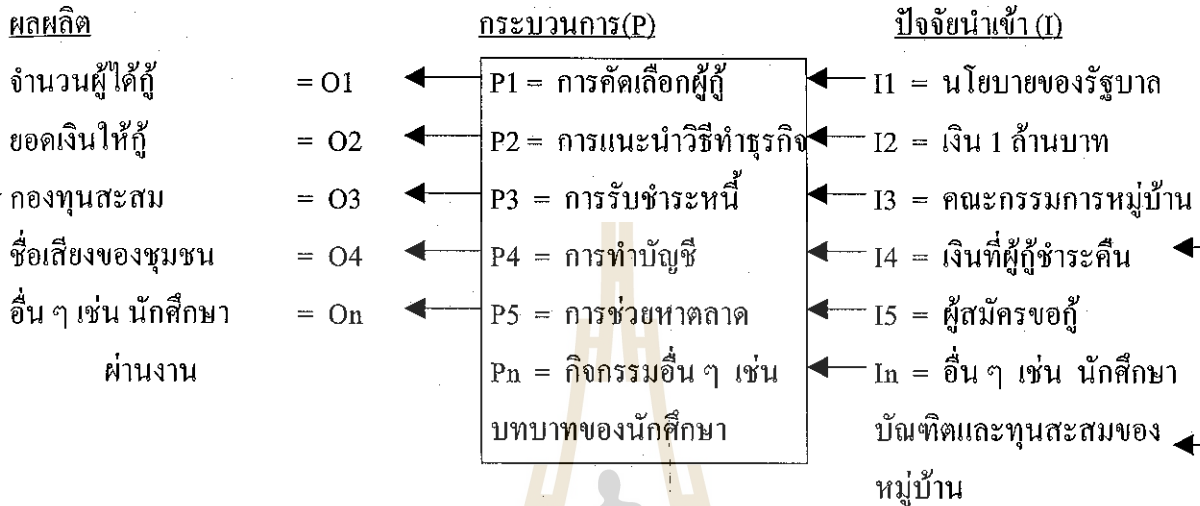 ผลผลิต กระบวนการ(P) ปัจจัยนำเข้า (I)
จำนวนผู้ได้กู้ = O1 P1 = การคัดเลือกผู้กู้ I1 = นโยบายของรัฐบาล
ยอดเงินให้กู้ = O2 P2 = การแนะนำวิธีทำธุรกิจ I2 = เงิน 1 ล้านบาท
กองทุนสะสม = O3 P3 = การรับชำระหนี้ I3 = คณะกรรมการหมู่บ้าน
ชื่อเสียงของชุมชน = O4 P4 = การทำบัญชี I4 = เงินที่ผู้กู้ชำระคืน
อื่น ๆ เช่น นักศึกษา = On P5 = การช่วยหาตลาด I5 = ผู้สมัครขอกู้
ผ่านงาน Pn = กิจกรรมอื่น ๆ เช่น In = อื่น ๆ เช่น นักศึกษา
บทบาทของนักศึกษา บัณฑิตและทุนสะสมของ
หมู่บ้าน